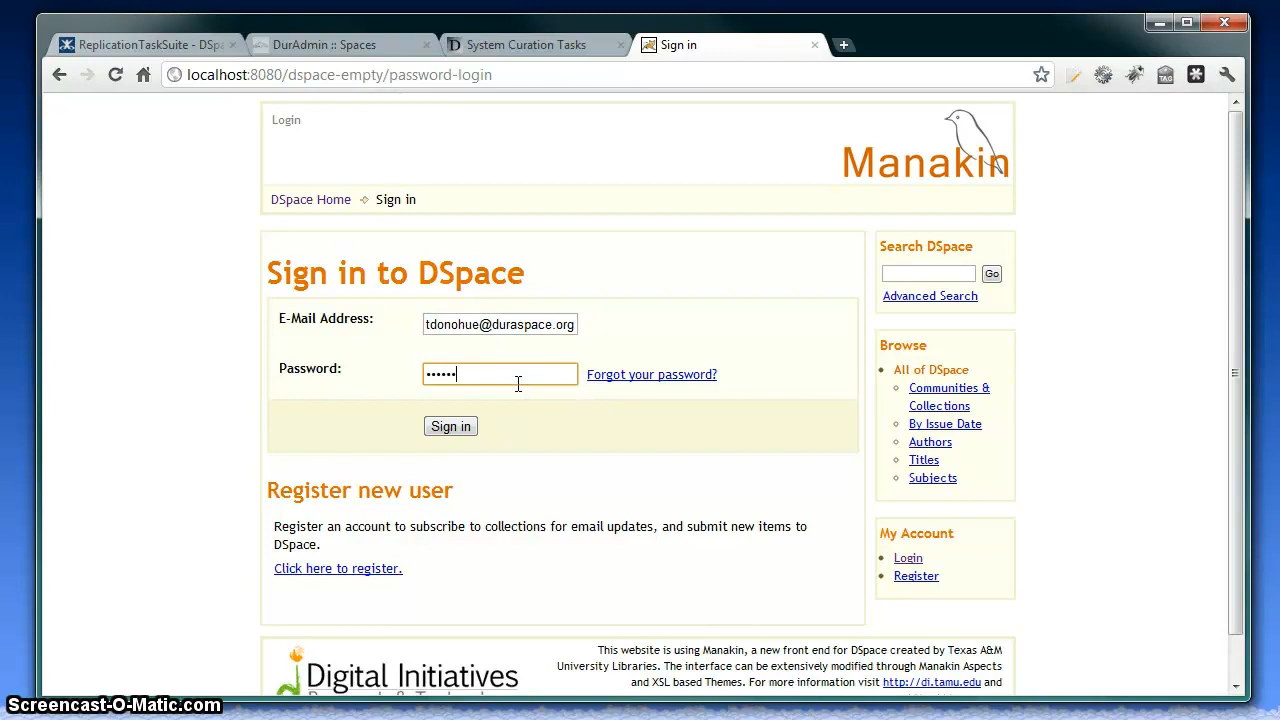 ReplicationTaskSuite - DSpa
DurAdmin :: Spaces
System Curation Tasks
Sign in
localhost:8080/dspace-empty/password-login
TAG
Login
Manakin
DSpace Home
Sign in
Sign in to DSpace
E-Mail Address:
tdonohue@duraspace.org
Password:
••••••
Forgot your password?
Sign in
Register new user
Register an account to subscribe to collections for email updates, and submit new items to
DSpace.
Click here to register.
Search DSpace
Go
Advanced Search
Browse
All of DSpace
Communities &
Collections
By Issue Date
Authors
Titles
Subjects
My Account
Login
Register
Digital Initiatives
This website is using Manakin, a new front end for DSpace created by Texas A&M
University Libraries. The interface can be extensively modified through Manakin Aspects
and XSL based Themes. For more information visit http://di.tamu.edu and
Screencast-O-Matic.com